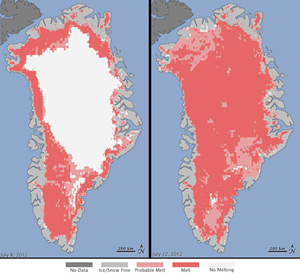 July 8, 2012
200 km
N
July 12, 2012
200 km
N
No Data
Ice/Snow Free
Probable Melt
Melt
No Melting